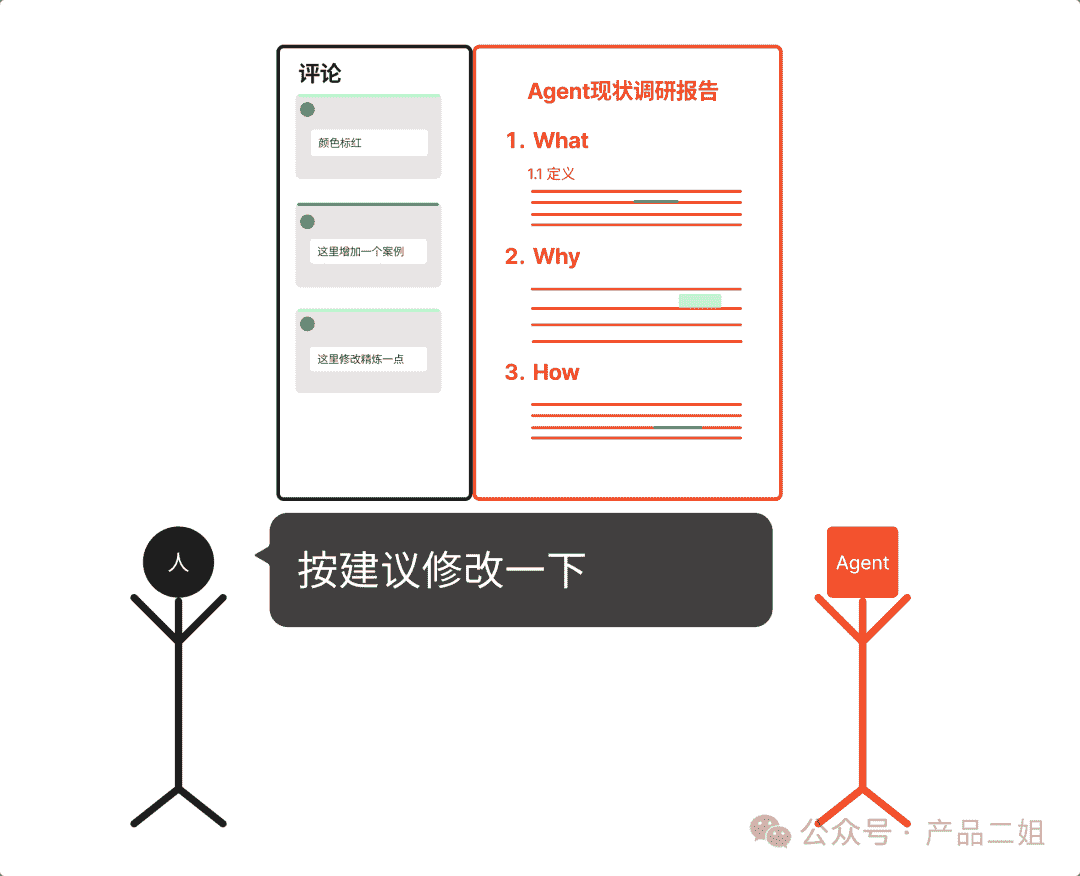 评论
颜色标红
这里增加一个案例
这里修改精炼一点
Agent现状调研报告
1. What
1.1 定义
2. Why
3. How
人
按建议修改一下
Agent
公众号 · 产品二姐